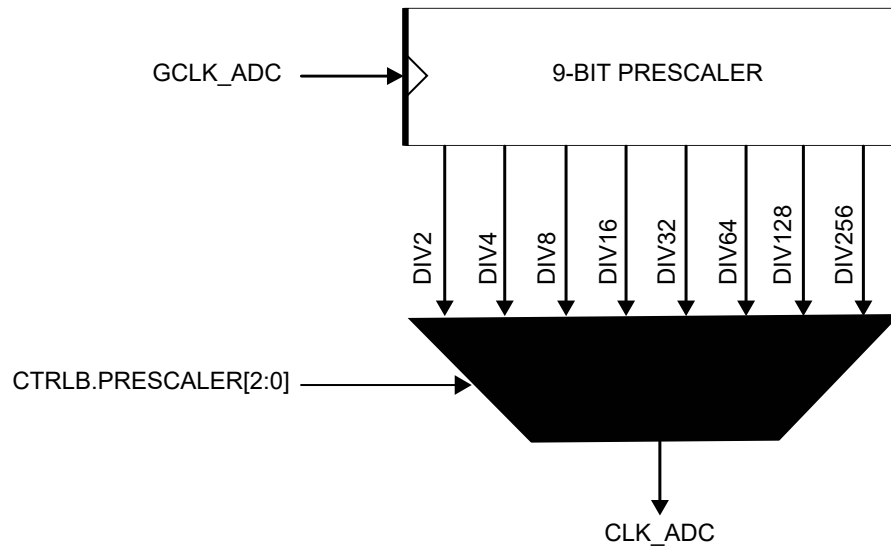 GCLK_ADC
9-BIT PRESCALER
DIV2
DIV4
DIV8
DIV16
DIV32
DIV64
DIV128
DIV256
CTRLB.PRESCALER[2:0]
CLK_ADC